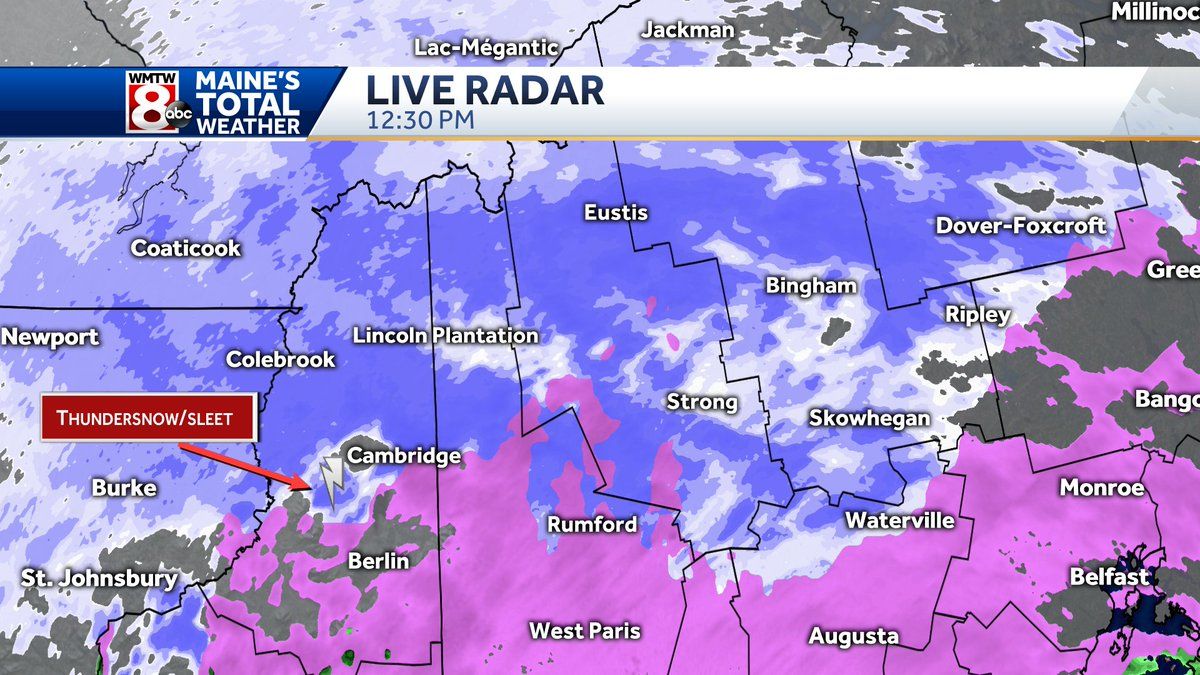 Millinoc
Jackman
Lac-Mégantic
WMTW
8
abc
MAINE'S
TOTAL
WEATHER
LIVE RADAR
12:30 PM
Eustis
Dover-Foxcroft
Coaticook
Gree
Bingham
Ripley
Newport
Lincoln Plantation
Colebrook
Bango
Strong
THUNDERSNOW/SLEET
Skowhegan
Cambridge
Burke
Monroe
Rumford
Waterville
Berlin
St. Johnsbury
Belfast
West Paris
Augusta